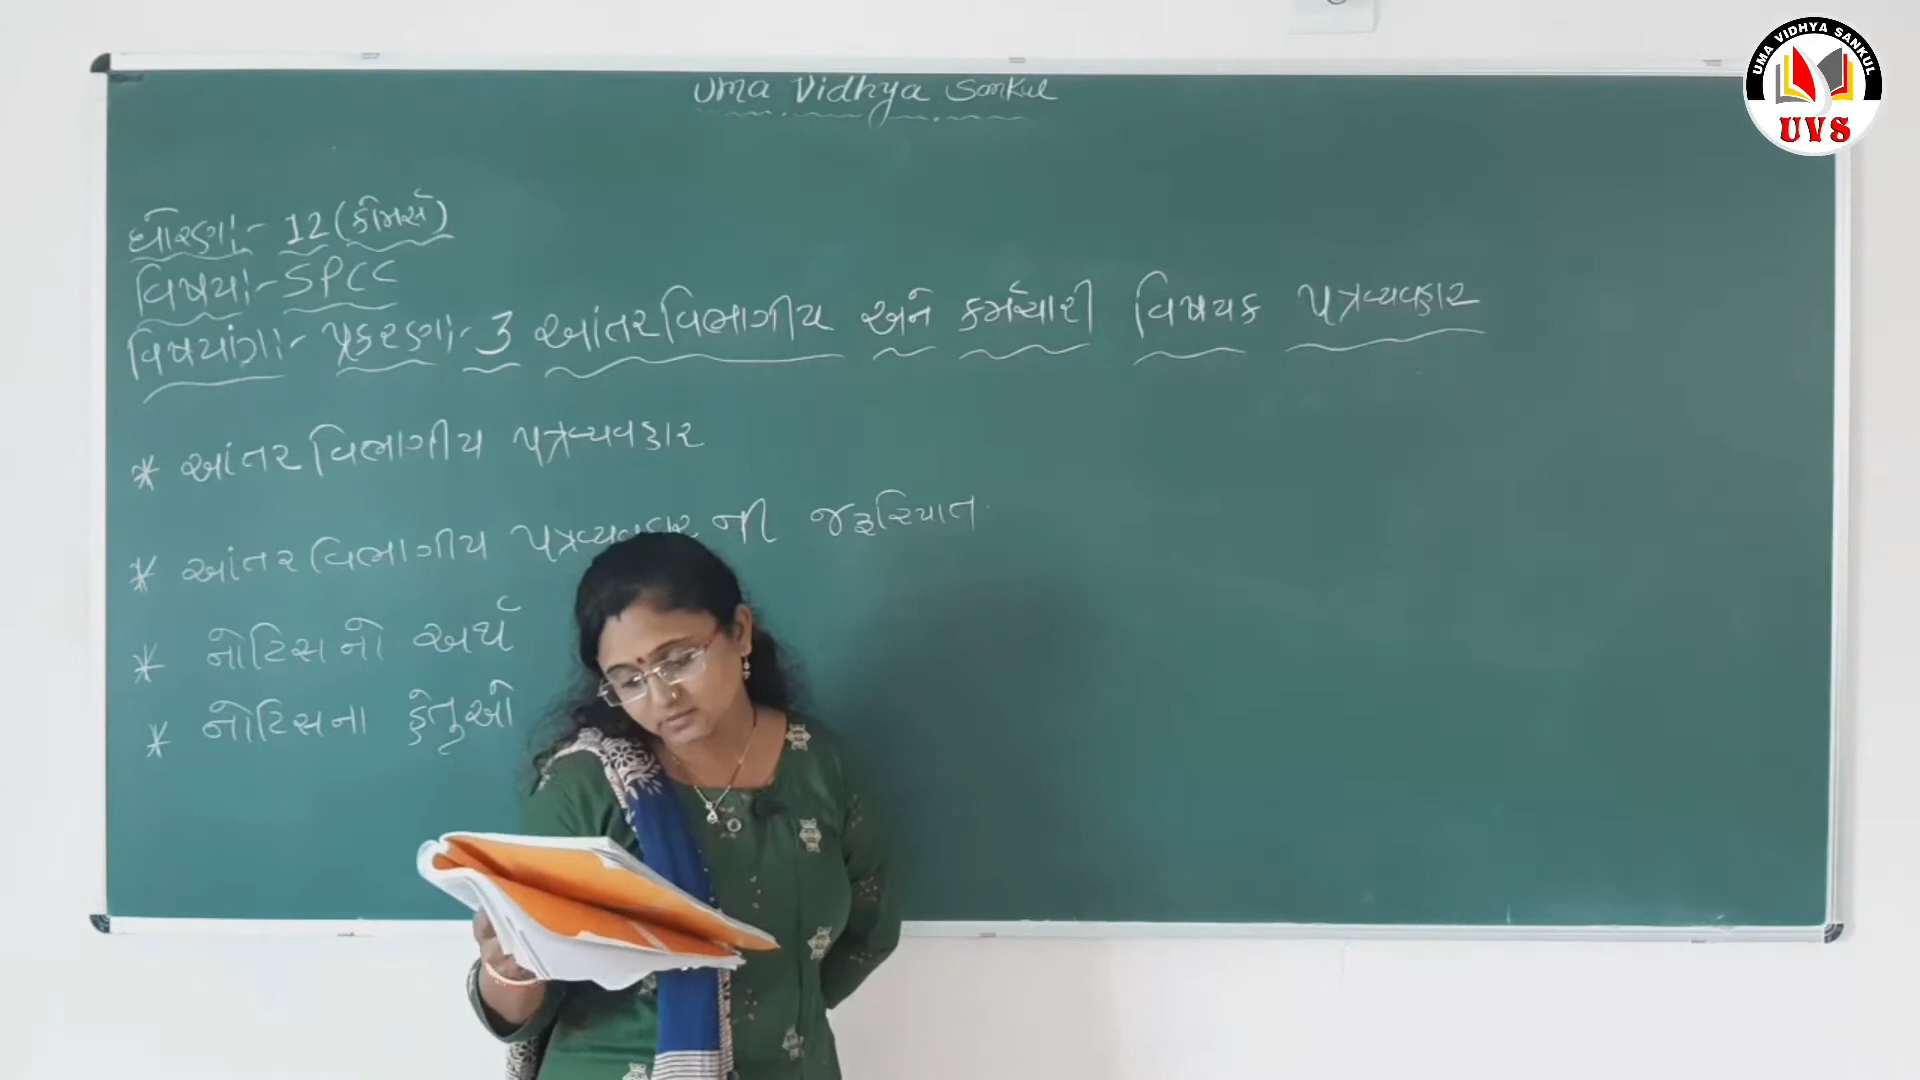 Uma Vidhya Sankul
UMA VIDHYA SANKUL
UVS
ધોરણઃ- 12 (કોમર્સ)
વિષયઃ- SPCC
વિષયાંગઃ- પ્રકરણઃ- 3 આંતરવિભાગીય અને કર્મચારી વિષયક પત્રવ્યવહાર
* આંતરવિભાગીય પત્રવ્યવહાર
* આંતરવિભાગીય પત્રવ્યવહાર ની જરૂરિયાત.
* નોટિસ નો અર્થ
* નોટિસના હેતુઓ